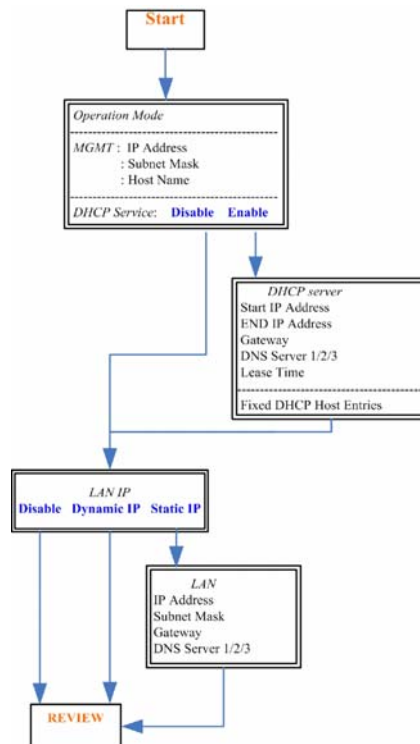 Start
Operation Mode
MGMT : IP Address
: Subnet Mask
: Host Name
DHCP Service: Disable Enable
DHCP server
Start IP Address
END IP Address
Gateway
DNS Server 1/2/3
Lease Time
Fixed DHCP Host Entries
LAN IP
Disable Dynamic IP Static IP
LAN
IP Address
Subnet Mask
Gateway
DNS Server 1/2/3
REVIEW